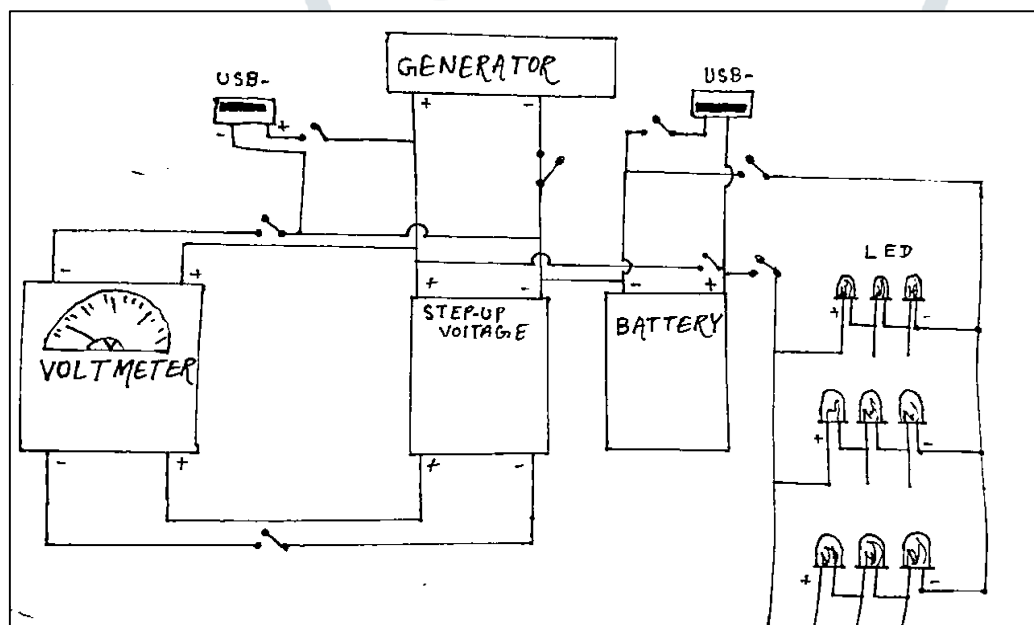 GENERATOR
USB-
USB-
+
-
-
+
LED
-
+
+
-
-
+
STEP-UP
VOITAGE
BATTERY
+
-
VOLTMETER
+
-
-
+
+
-
+
-